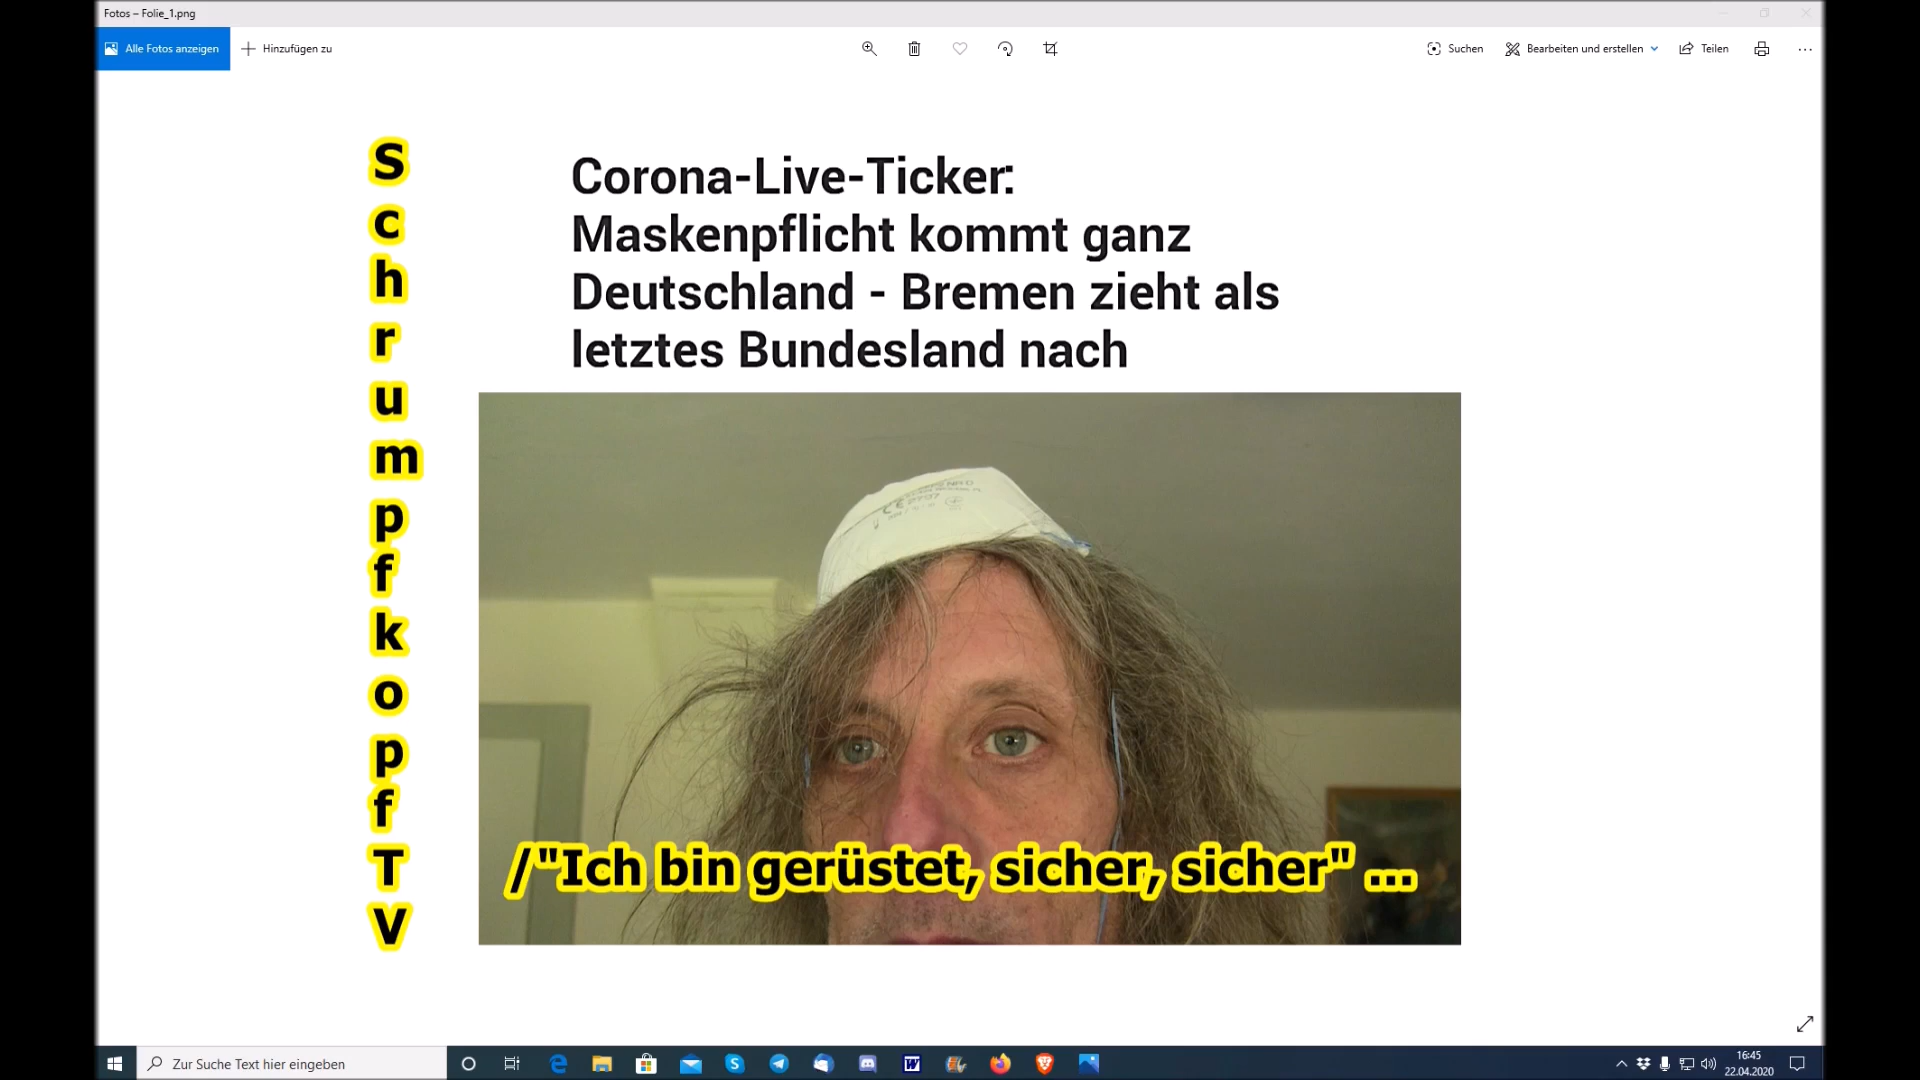 Fotos – Folie_1.png
Alle Fotos anzeigen
Hinzufügen zu
Suchen
Bearbeiten und erstellen
Teilen
S
c
h
r
u
m
p
f
k
o
p
f
T
V
Corona-Live-Ticker:
Maskenpflicht kommt ganz
Deutschland - Bremen zieht als
letztes Bundesland nach
/"Ich bin gerüstet, sicher, sicher" ...
Zur Suche Text hier eingeben
16:45
22.04.2020